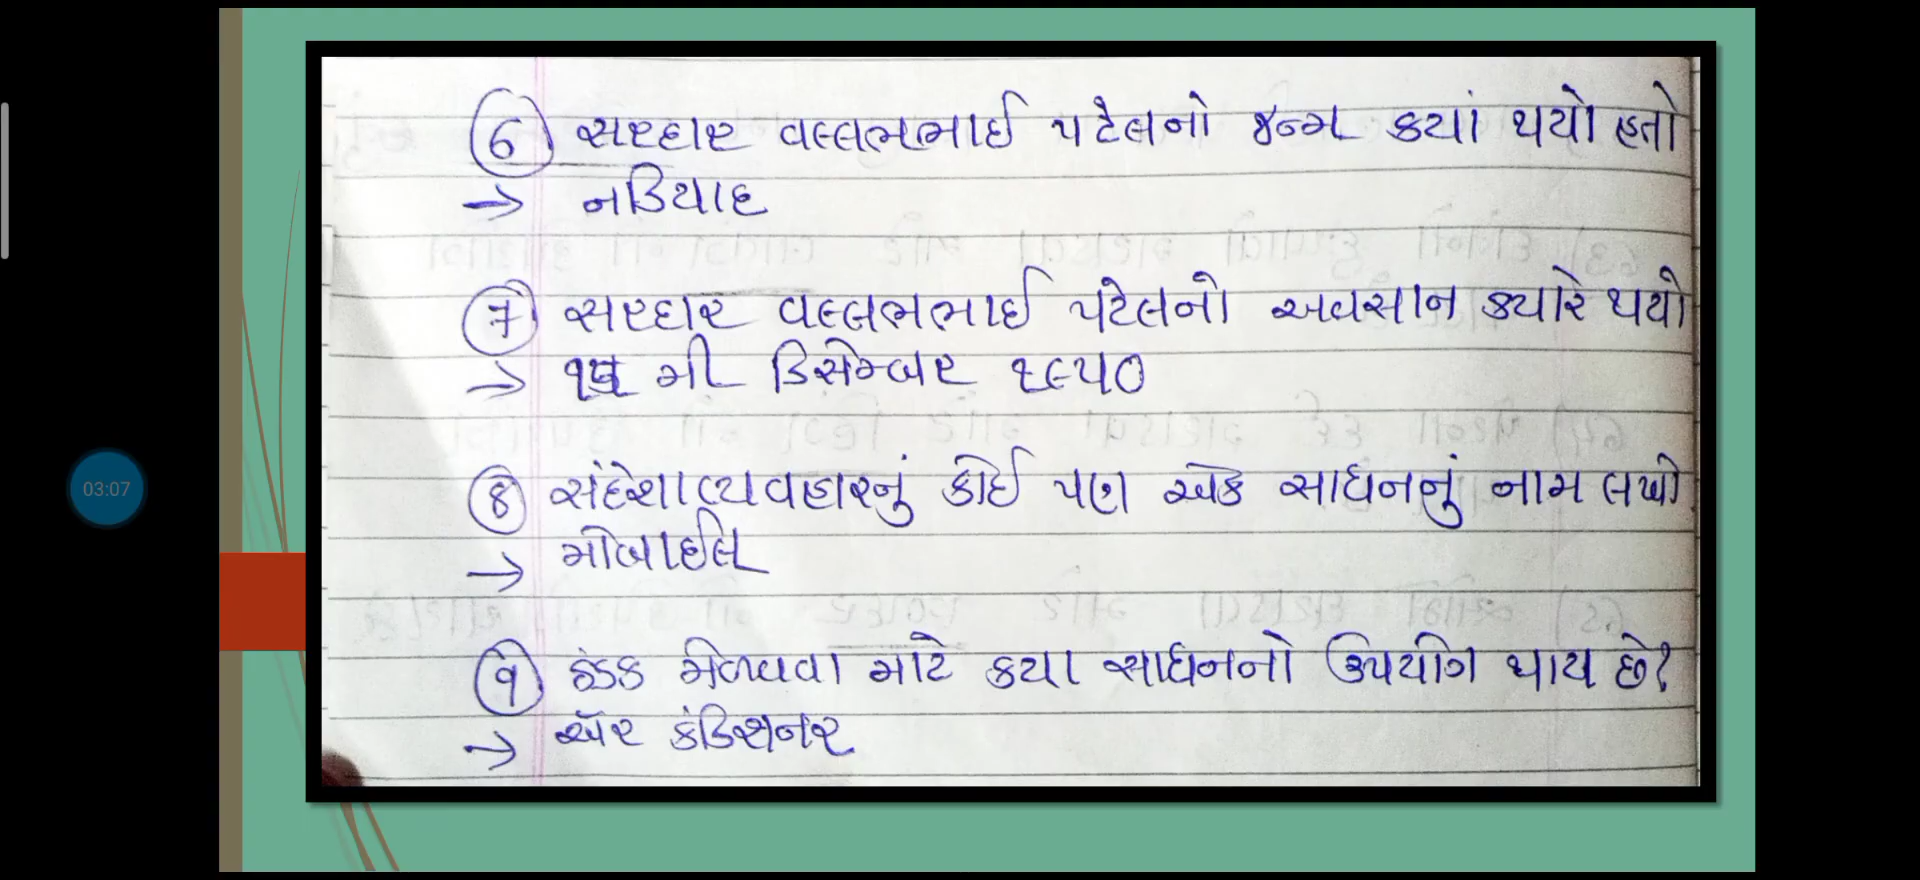 6 સરદાર વલ્લભભાઈ પટેલનો જન્મ કયાં થયો હતો
→ નડિયાદ
7 સરદાર વલ્લભભાઈ પટેલનો અવસાન ક્યારે થયો
→ ૧૫ મી ડિસેમ્બર ૧૯૫૦
03:07
8 સંદેશાવ્યવહારનું કોઈ પણ એક સાધનનું નામ લખો.
→ મોબાઈલ
9 ઠંડક મેળવવા માટે કયા સાધનનો ઉપયોગ થાય છે?
→ એર કંડિશનર